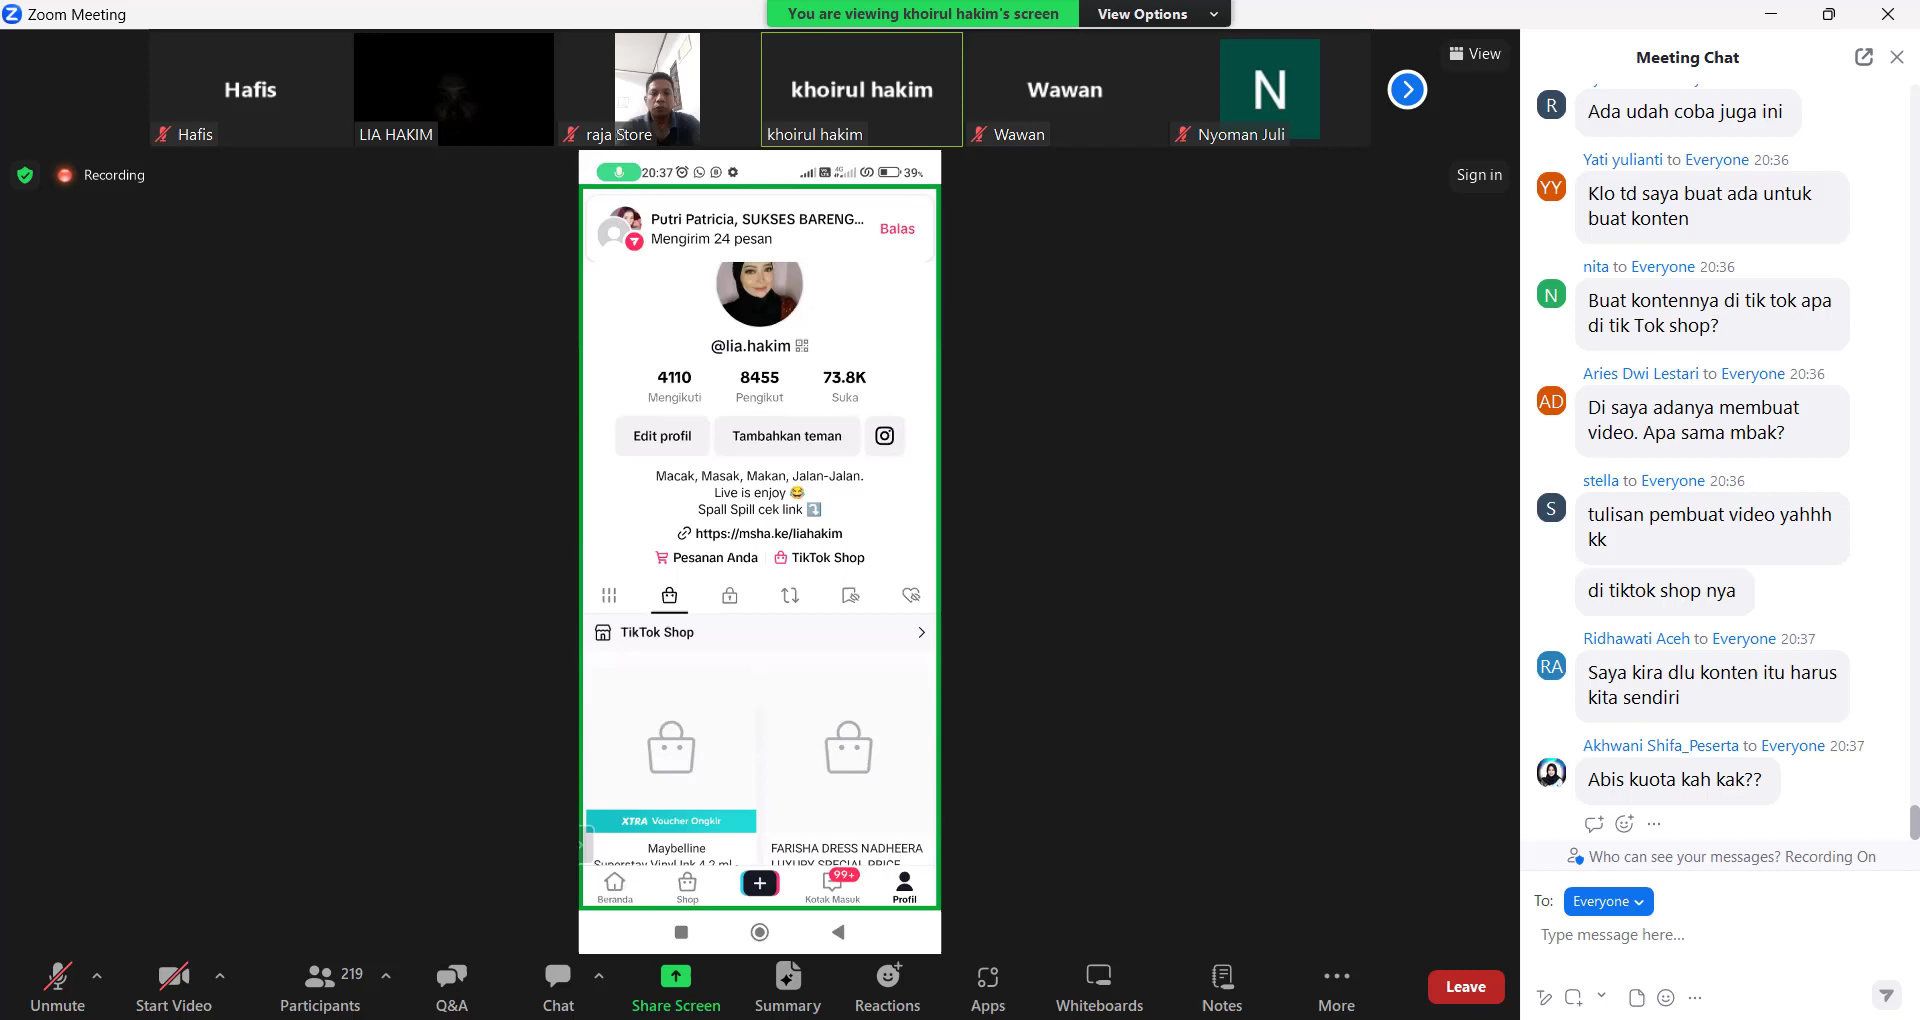 Zoom Meeting
You are viewing khoirul hakim's screen
View Options
Hafis
Hafis
LIA HAKIM
raja Store
khoirul hakim
khoirul hakim
Wawan
Wawan
N
Nyoman Juli
View
Recording
Sign in
20:37
39%
Putri Patricia, SUKSES BARENG...
Mengirim 24 pesan
Balas
@lia.hakim
4110 8455 73.8K
Mengikuti Pengikut Suka
Edit profil
Tambahkan teman
Macak, Masak, Makan, Jalan-Jalan.
Live is enjoy 😂
Spall Spill cek link ⤵️
https://msha.ke/liahakim
Pesanan Anda
TikTok Shop
TikTok Shop
XTRA Voucher Ongkir
Maybelline
Superstay Vinyl Ink 4.2 ml -
FARISHA DRESS NADHEERA
LUXURY SPECIAL PRICE
99+
Beranda
Shop
Kotak Masuk
Profil
Meeting Chat
R
Ada udah coba juga ini
Yati yulianti to Everyone 20:36
YY
Klo td saya buat ada untuk
buat konten
nita to Everyone 20:36
N
Buat kontennya di tik tok apa
di tik Tok shop?
Aries Dwi Lestari to Everyone 20:36
AD
Di saya adanya membuat
video. Apa sama mbak?
stella to Everyone 20:36
S
tulisan pembuat video yahhh
kk
di tiktok shop nya
Ridhawati Aceh to Everyone 20:37
RA
Saya kira dlu konten itu harus
kita sendiri
Akhwani Shifa_Peserta to Everyone 20:37
Abis kuota kah kak??
Who can see your messages? Recording On
To: Everyone
Type message here...
Unmute
Start Video
219
Participants
Q&A
Chat
Share Screen
Summary
Reactions
Apps
Whiteboards
Notes
More
Leave